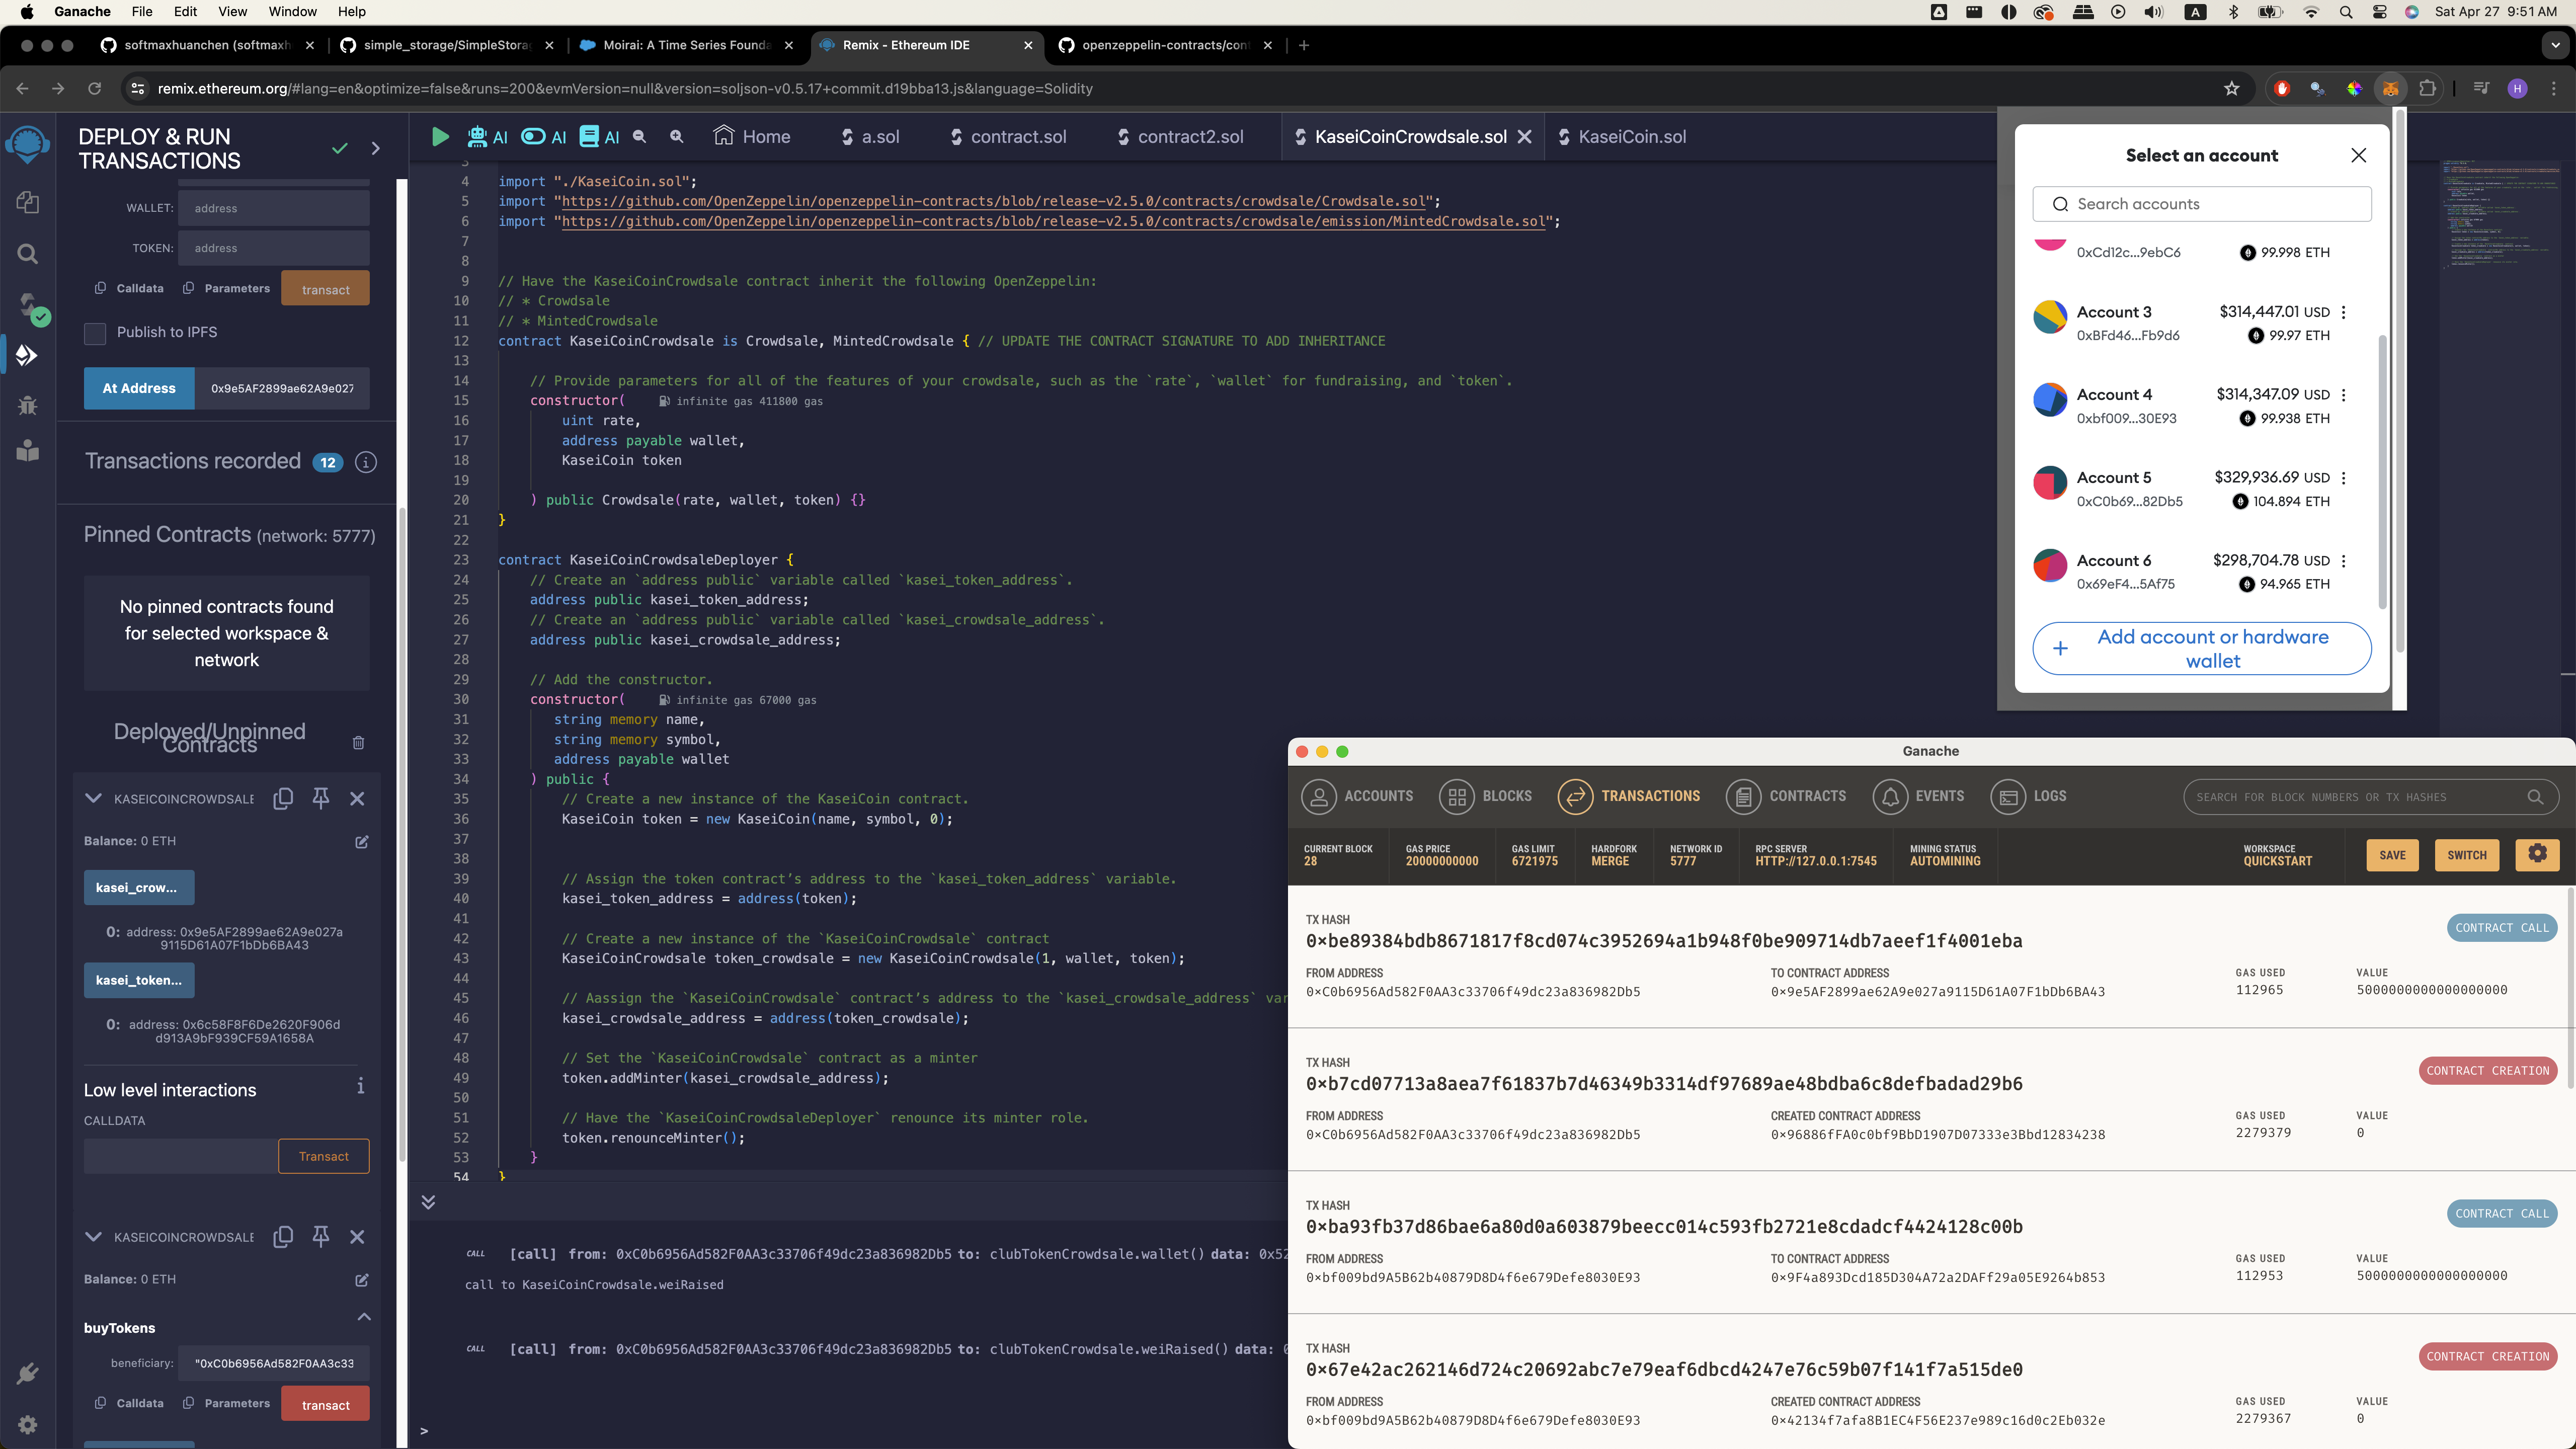 Ganache File Edit View Window Help
Sat Apr 27 9:51 AM
softmaxhuanchen (softmaxh
simple_storage/SimpleStora
Moirai: A Time Series Founda
Remix - Ethereum IDE
openzeppelin-contracts/cont
remix.ethereum.org/#lang=en&optimize=false&runs=200&evmVersion=null&version=soljson-v0.5.17+commit.d19bba13.js&language=Solidity
H
DEPLOY & RUN
TRANSACTIONS
WALLET: address
TOKEN: address
Calldata Parameters transact
Publish to IPFS
At Address 0x9e5AF2899ae62A9e027
Transactions recorded 12 i
Pinned Contracts (network: 5777)
No pinned contracts found
for selected workspace &
network
Deployed/Unpinned
Contracts
KASEICOINCROWDSALE
Balance: 0 ETH
kasei_crow...
0: address: 0x9e5AF2899ae62A9e027a
9115D61A07F1bDb6BA43
kasei_token...
0: address: 0x6c58F8F6De2620F906d
d913A9bF939CF59A1658A
Low level interactions
CALLDATA
Transact
KASEICOINCROWDSALE
Balance: 0 ETH
buyTokens
beneficiary: "0xC0b6956Ad582F0AA3c33
Calldata Parameters transact
AI AI AI Home a.sol contract.sol contract2.sol KaseiCoinCrowdsale.sol KaseiCoin.sol
3
4 import "./KaseiCoin.sol";
5 import "https://github.com/OpenZeppelin/openzeppelin-contracts/blob/release-v2.5.0/contracts/crowdsale/Crowdsale.sol";
6 import "https://github.com/OpenZeppelin/openzeppelin-contracts/blob/release-v2.5.0/contracts/crowdsale/emission/MintedCrowdsale.sol";
7
8
9 // Have the KaseiCoinCrowdsale contract inherit the following OpenZeppelin:
10 // * Crowdsale
11 // * MintedCrowdsale
12 contract KaseiCoinCrowdsale is Crowdsale, MintedCrowdsale { // UPDATE THE CONTRACT SIGNATURE TO ADD INHERITANCE
13
14 // Provide parameters for all of the features of your crowdsale, such as the `rate`, `wallet` for fundraising, and `token`.
15 constructor( infinite gas 411800 gas
16 uint rate,
17 address payable wallet,
18 KaseiCoin token
19
20 ) public Crowdsale(rate, wallet, token) {}
21 }
22
23 contract KaseiCoinCrowdsaleDeployer {
24 // Create an `address public` variable called `kasei_token_address`.
25 address public kasei_token_address;
26 // Create an `address public` variable called `kasei_crowdsale_address`.
27 address public kasei_crowdsale_address;
28
29 // Add the constructor.
30 constructor( infinite gas 67000 gas
31 string memory name,
32 string memory symbol,
33 address payable wallet
34 ) public {
35 // Create a new instance of the KaseiCoin contract.
36 KaseiCoin token = new KaseiCoin(name, symbol, 0);
37
38
39 // Assign the token contract’s address to the `kasei_token_address` variable.
40 kasei_token_address = address(token);
41
42 // Create a new instance of the `KaseiCoinCrowdsale` contract
43 KaseiCoinCrowdsale token_crowdsale = new KaseiCoinCrowdsale(1, wallet, token);
44
45 // Aassign the `KaseiCoinCrowdsale` contract’s address to the `kasei_crowdsale_address` var
46 kasei_crowdsale_address = address(token_crowdsale);
47
48 // Set the `KaseiCoinCrowdsale` contract as a minter
49 token.addMinter(kasei_crowdsale_address);
50
51 // Have the `KaseiCoinCrowdsaleDeployer` renounce its minter role.
52 token.renounceMinter();
53 }
54 }
CALL [call] from: 0xC0b6956Ad582F0AA3c33706f49dc23a836982Db5 to: clubTokenCrowdsale.wallet() data: 0x52
call to KaseiCoinCrowdsale.weiRaised
CALL [call] from: 0xC0b6956Ad582F0AA3c33706f49dc23a836982Db5 to: clubTokenCrowdsale.weiRaised() data: 0
>
Select an account
Search accounts
0xCd12c...9ebC6 99.998 ETH
Account 3 $314,447.01 USD
0xBFd46...Fb9d6 99.97 ETH
Account 4 $314,347.09 USD
0xbf009...30E93 99.938 ETH
Account 5 $329,936.69 USD
0xC0b69...82Db5 104.894 ETH
Account 6 $298,704.78 USD
0x69eF4...5Af75 94.965 ETH
+ Add account or hardware
wallet
Ganache
ACCOUNTS BLOCKS TRANSACTIONS CONTRACTS EVENTS LOGS SEARCH FOR BLOCK NUMBERS OR TX HASHES
CURRENT BLOCK GAS PRICE GAS LIMIT HARDFORK NETWORK ID RPC SERVER MINING STATUS WORKSPACE
28 20000000000 6721975 MERGE 5777 HTTP://127.0.0.1:7545 AUTOMINING QUICKSTART SAVE SWITCH
TX HASH
0×be89384bdb8671817f8cd074c3952694a1b948f0be909714db7aeef1f4001eba CONTRACT CALL
FROM ADDRESS TO CONTRACT ADDRESS GAS USED VALUE
0×C0b6956Ad582F0AA3c33706f49dc23a836982Db5 0×9e5AF2899ae62A9e027a9115D61A07F1bDb6BA43 112965 5000000000000000000
TX HASH
0×b7cd07713a8aea7f61837b7d46349b3314df97689ae48bdba6c8defbadad29b6 CONTRACT CREATION
FROM ADDRESS CREATED CONTRACT ADDRESS GAS USED VALUE
0×C0b6956Ad582F0AA3c33706f49dc23a836982Db5 0×96886fFA0c0bf9BbD1907D07333e3Bbd12834238 2279379 0
TX HASH
0×ba93fb37d86bae6a80d0a603879beecc014c593fb2721e8cdadcf4424128c00b CONTRACT CALL
FROM ADDRESS TO CONTRACT ADDRESS GAS USED VALUE
0×bf009bd9A5B62b40879D8D4f6e679Defe8030E93 0×9F4a893Dcd185D304A72a2DAFf29a05E9264b853 112953 5000000000000000000
TX HASH
0×67e42ac262146d724c20692abc7e79eaf6dbcd4247e76c59b07f141f7a515de0 CONTRACT CREATION
FROM ADDRESS CREATED CONTRACT ADDRESS GAS USED VALUE
0×bf009bd9A5B62b40879D8D4f6e679Defe8030E93 0×42134f7afa8B1EC4F56E237e989c16d0c2Eb032e 2279367 0